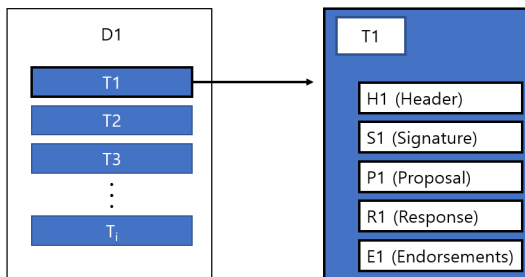 D1
T1
T2
T3
⋮
Tᵢ
T1
H1 (Header)
S1 (Signature)
P1 (Proposal)
R1 (Response)
E1 (Endorsements)